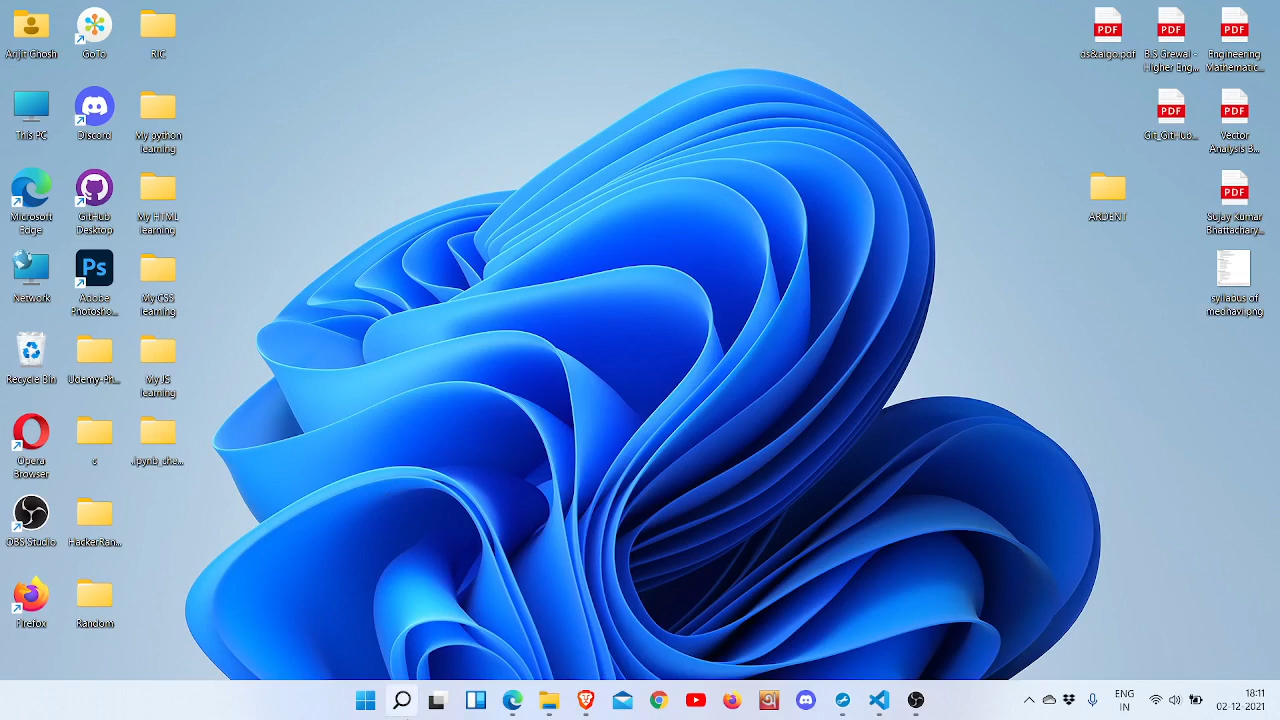 Arijit Ghosh
GoTo
RIC
This PC
Discord
My python
learning
Microsoft
Edge
GitHub
Desktop
My HTML
learning
Network
Adobe
Photosho...
My CSS
learning
Recycle Bin
Udemy-Ph...
My JS
learning
Opera
Browser
c
.ipynb_che...
OBS Studio
HackerRan...
Firefox
Random
PDF
ds&algo.pdf
PDF
B.S.Grewal -
Higher Eng...
PDF
Engineering
Mathematic...
PDF
Git_GitHub...
PDF
Vector
Analysis B...
ARDENT
PDF
Sujay Kumar
Bhattachary...
syllabus of
medhavi.png
Ps
ENG
IN
18:11
02-12-2021